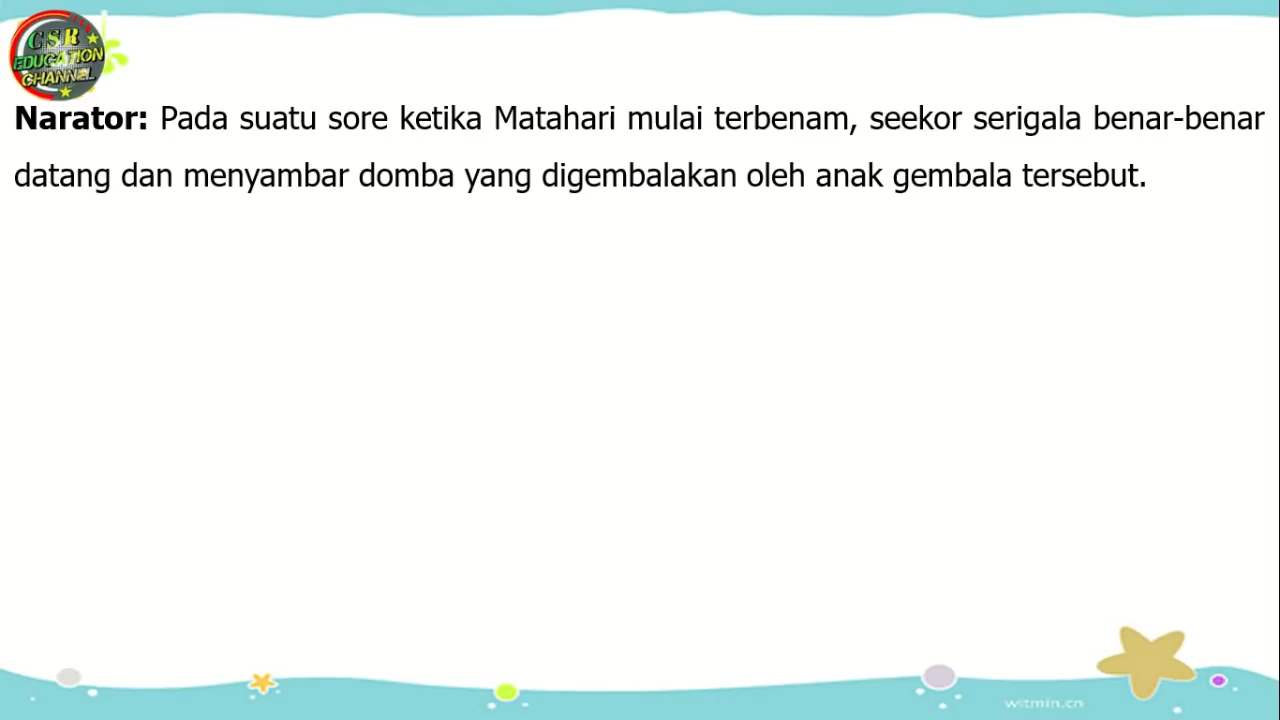 GSR
EDUCATION
CHANNEL
Narator: Pada suatu sore ketika Matahari mulai terbenam, seekor serigala benar-benar
datang dan menyambar domba yang digembalakan oleh anak gembala tersebut.
witmin.cn